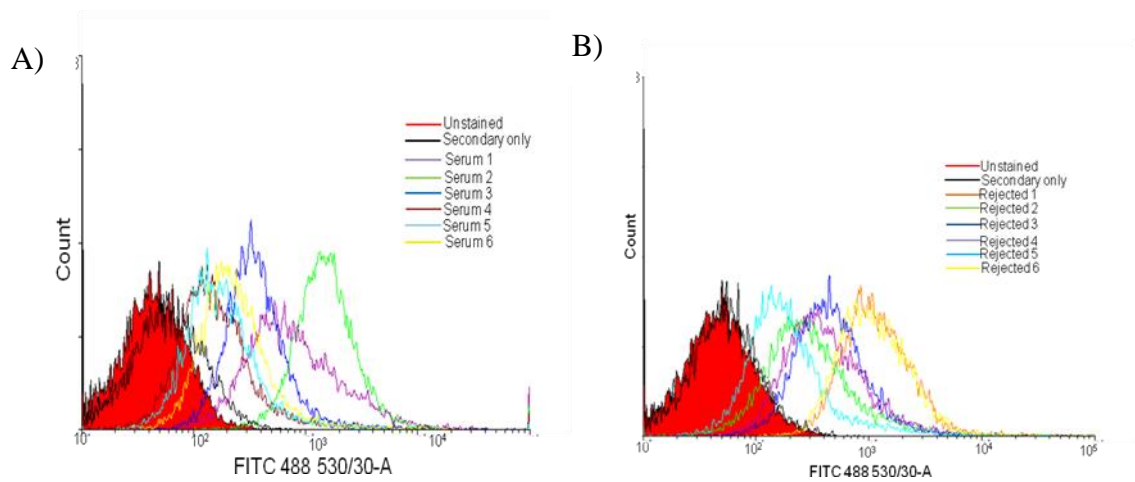 A)
Unstained
Secondary only
Serum 1
Serum 2
Serum 3
Serum 4
Serum 5
Serum 6
Count
10 10² 10³ 10⁴
FITC 488 530/30-A
B)
Unstained
Secondary only
Rejected 1
Rejected 2
Rejected 3
Rejected 4
Rejected 5
Rejected 6
Count
10 10² 10³ 10⁴ 10⁵
FITC 488 530/30-A